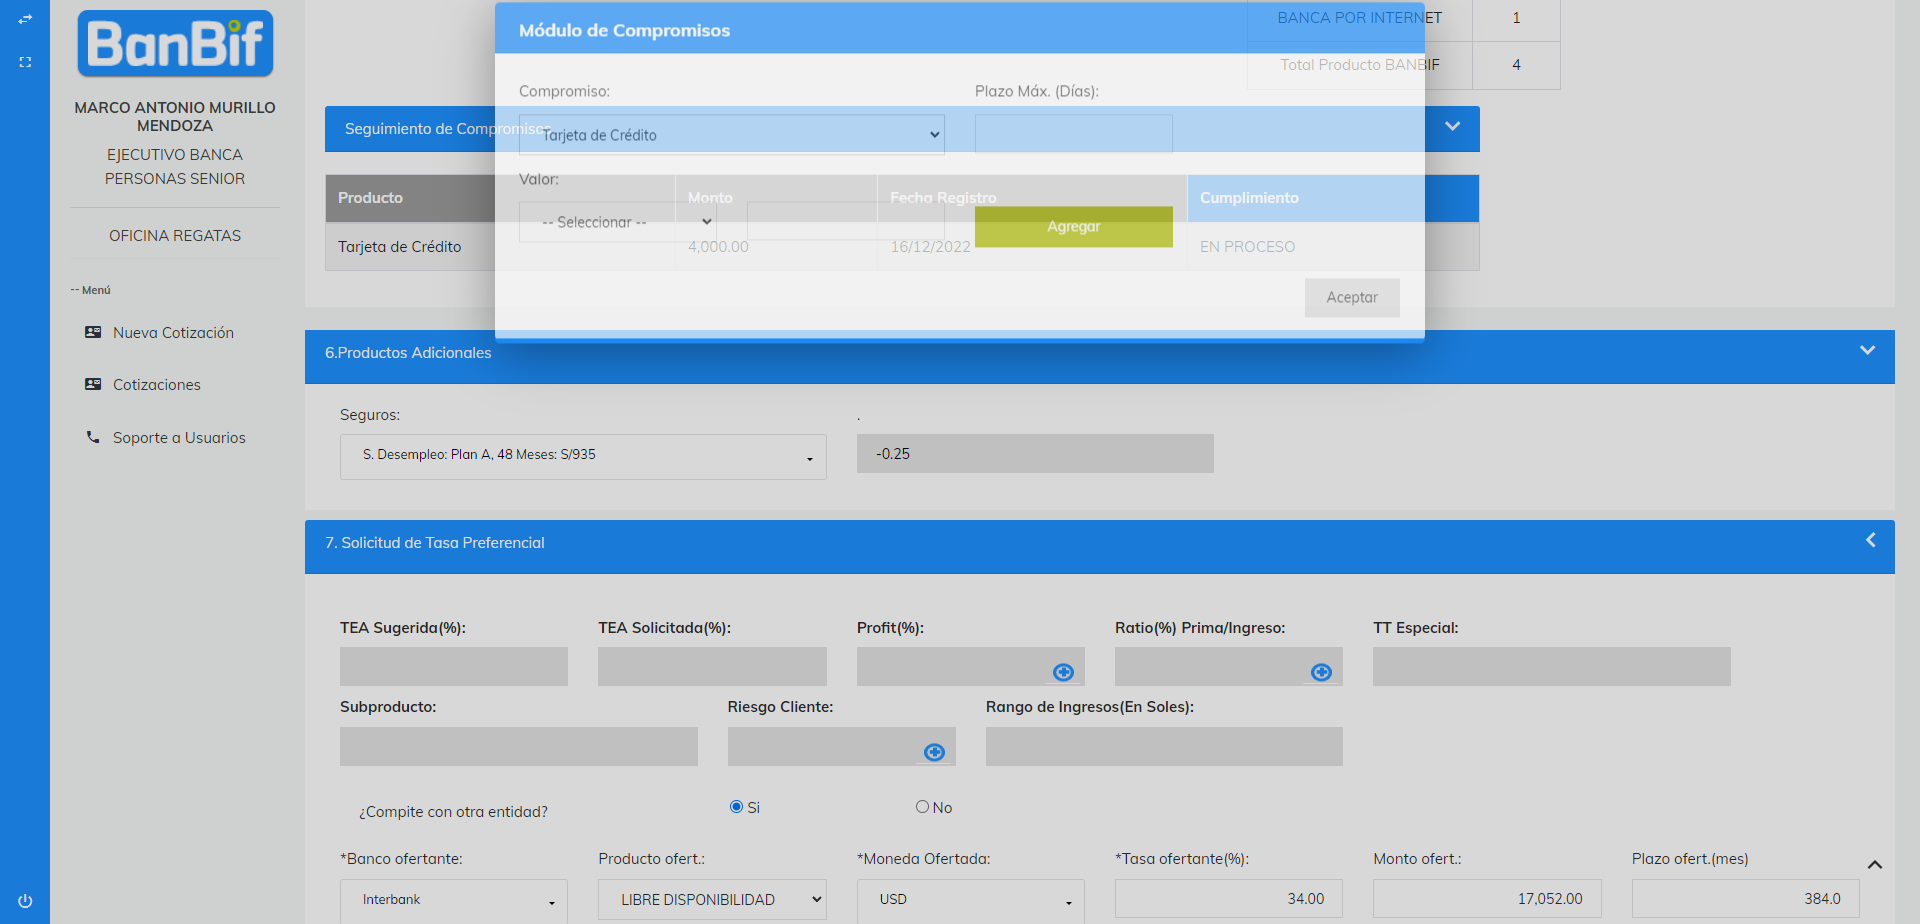 BanBif
MARCO ANTONIO MURILLO
MENDOZA
EJECUTIVO BANCA
PERSONAS SENIOR
OFICINA REGATAS
-- Menú
Nueva Cotización
Cotizaciones
Soporte a Usuarios
BANCA POR INTERNET 1
Total Producto BANBIF 4
Módulo de Compromisos
Compromiso: Plazo Máx. (Días):
Tarjeta de Crédito
Valor:
-- Seleccionar --
Agregar
Aceptar
Seguimiento de Compromisos
Producto Monto Fecha Registro Cumplimiento
Tarjeta de Crédito 4,000.00 16/12/2022 EN PROCESO
6.Productos Adicionales
Seguros: .
S. Desempleo: Plan A, 48 Meses: S/935 -0.25
7. Solicitud de Tasa Preferencial
TEA Sugerida(%): TEA Solicitada(%): Profit(%): Ratio(%) Prima/Ingreso: TT Especial:
Subproducto: Riesgo Cliente: Rango de Ingresos(En Soles):
¿Compite con otra entidad? Si No
*Banco ofertante: Producto ofert.: *Moneda Ofertada: *Tasa ofertante(%): Monto ofert.: Plazo ofert.(mes)
Interbank LIBRE DISPONIBILIDAD USD 34.00 17,052.00 384.0